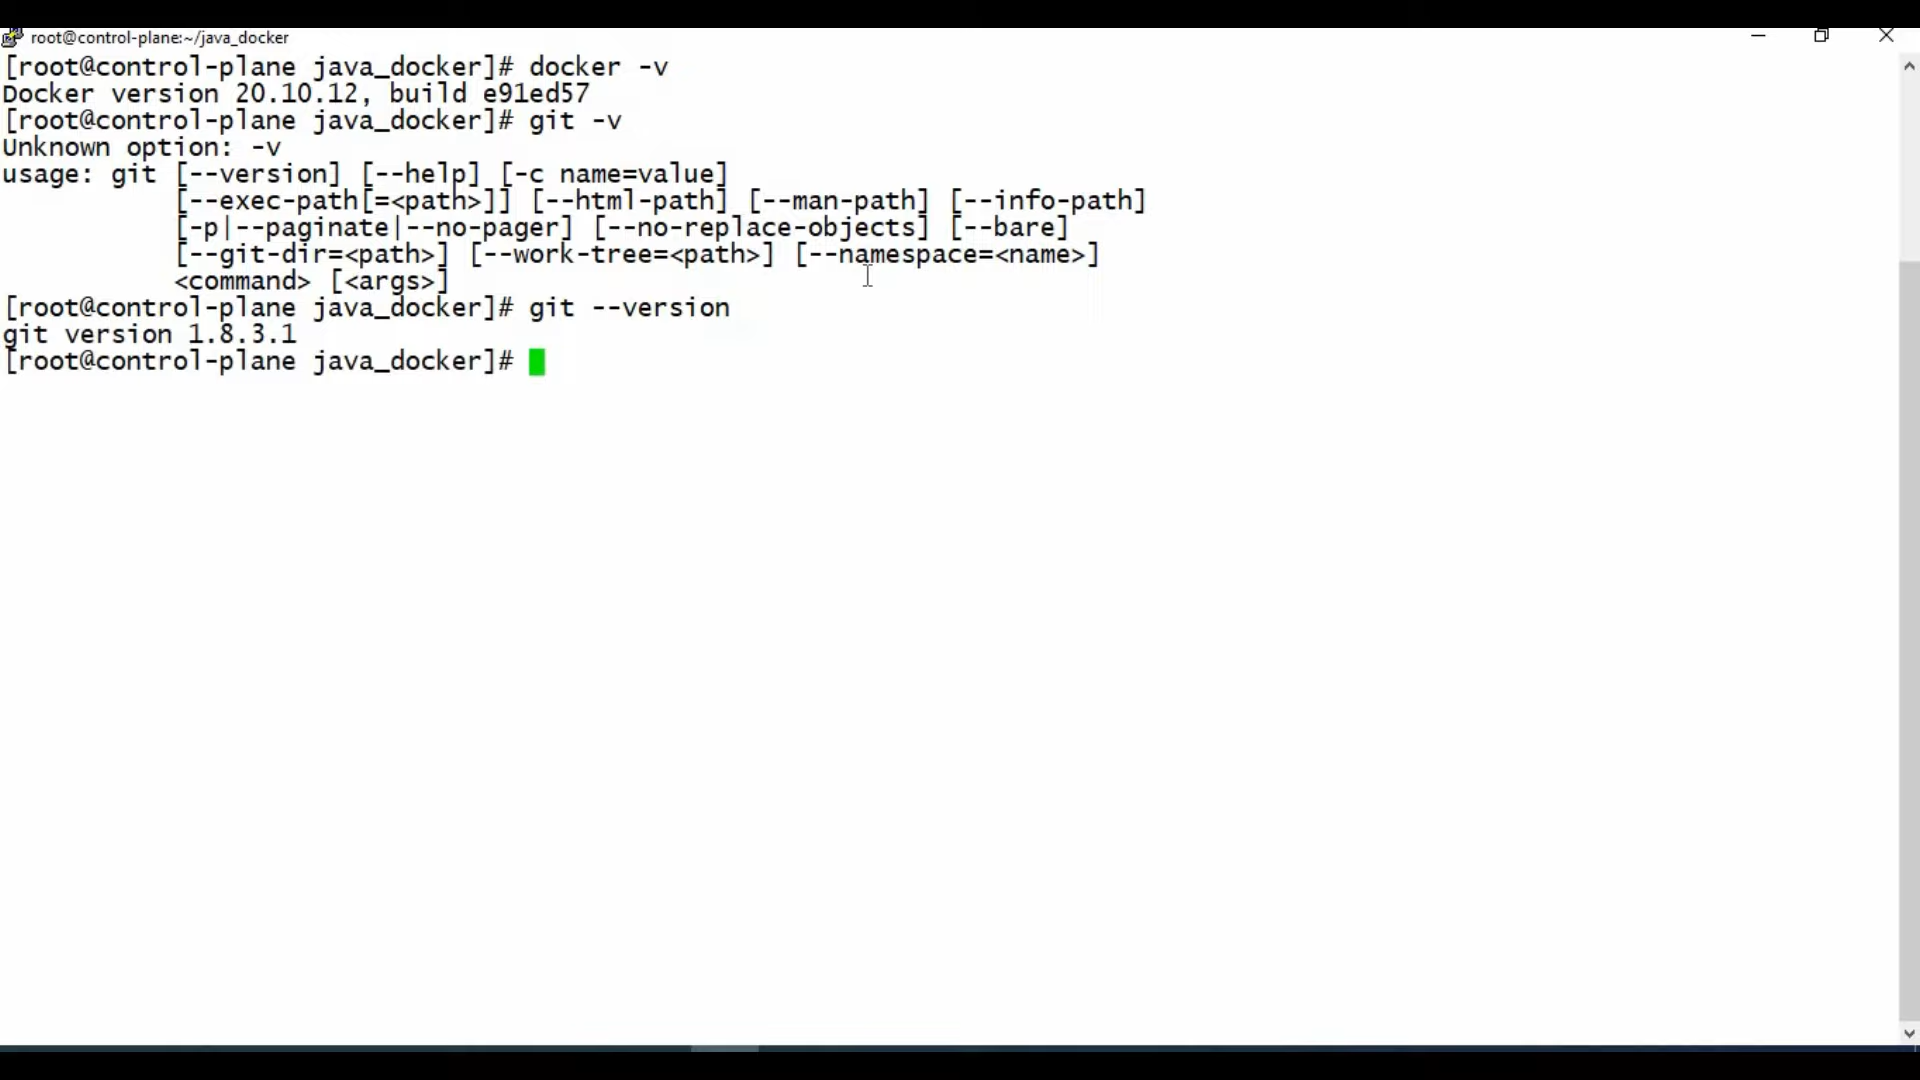 root@control-plane:~/java_docker
[root@control-plane java_docker]# docker -v
Docker version 20.10.12, build e91ed57
[root@control-plane java_docker]# git -v
Unknown option: -v
usage: git [--version] [--help] [-c name=value]
           [--exec-path[=<path>]] [--html-path] [--man-path] [--info-path]
           [-p|--paginate|--no-pager] [--no-replace-objects] [--bare]
           [--git-dir=<path>] [--work-tree=<path>] [--namespace=<name>]
           <command> [<args>]
[root@control-plane java_docker]# git --version
git version 1.8.3.1
[root@control-plane java_docker]#